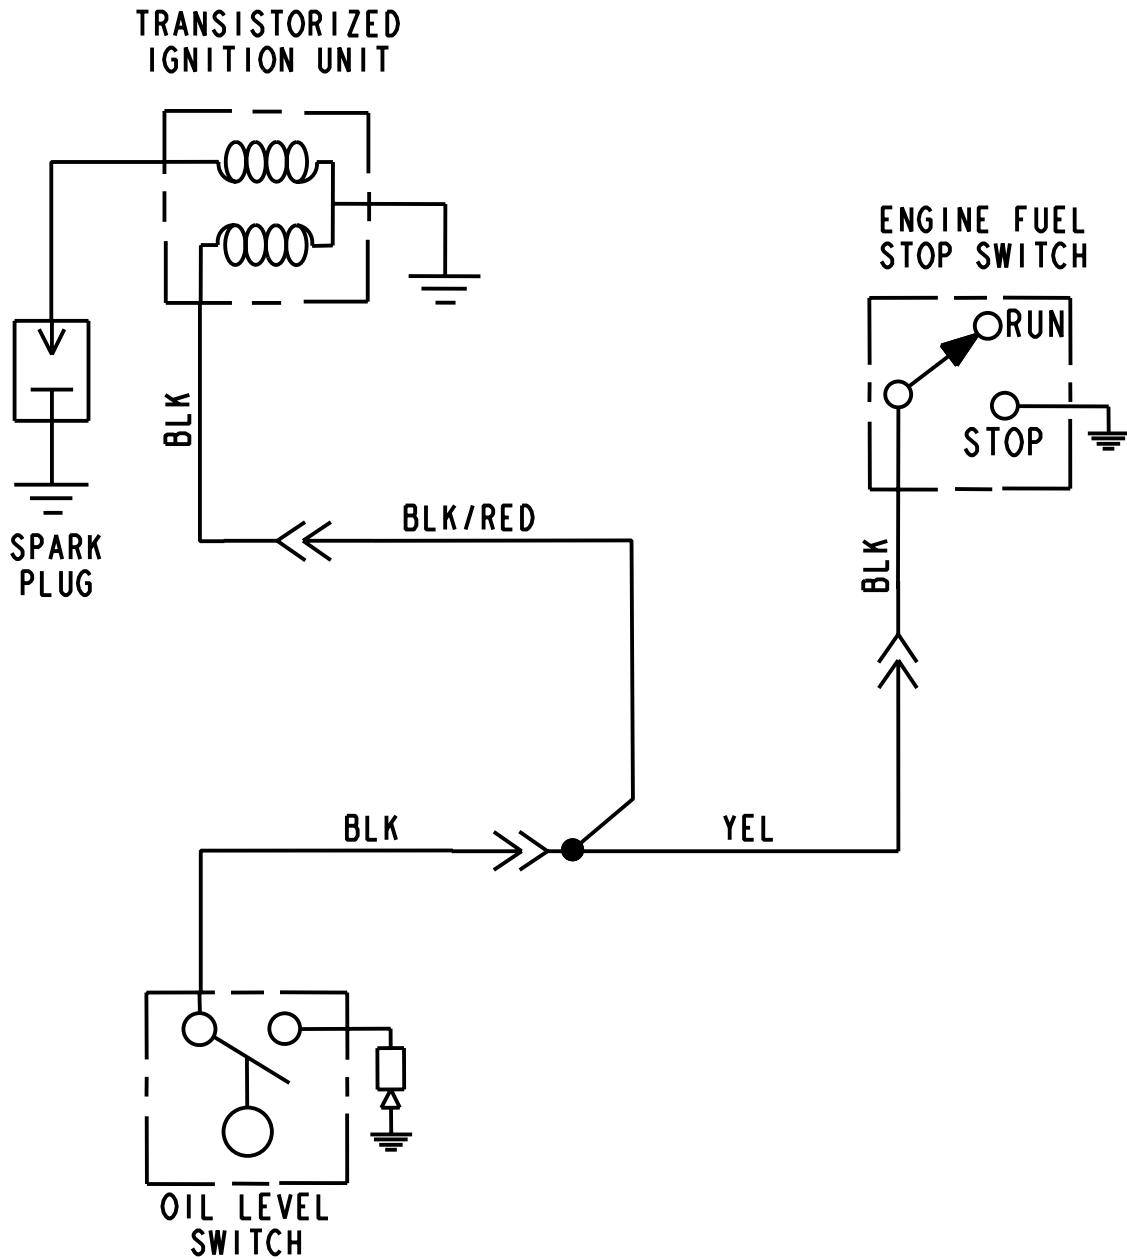 TRANSISTORIZED
IGNITION UNIT
ENGINE FUEL
STOP SWITCH
RUN
STOP
BLK
BLK/RED
SPARK
PLUG
BLK
BLK
YEL
OIL LEVEL
SWITCH